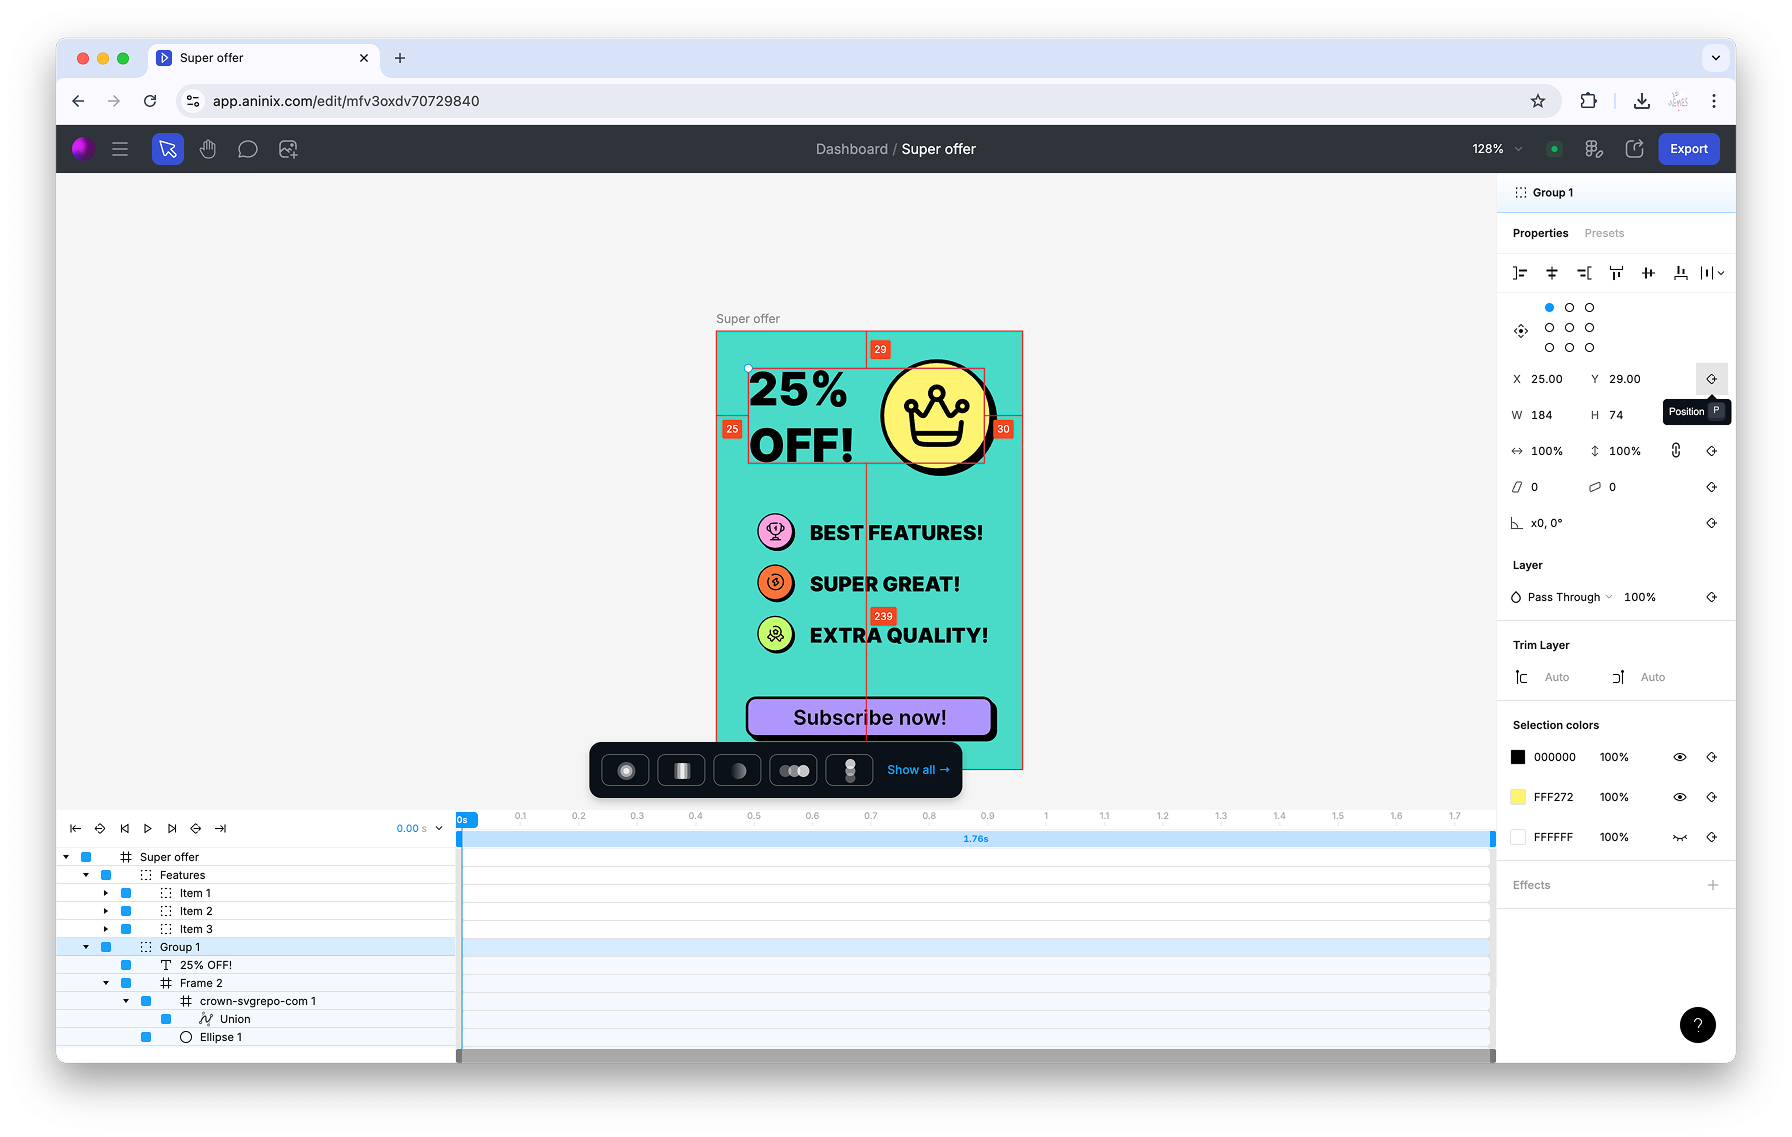 Super offer
app.aninix.com/edit/mfv3oxdv70729840
Dashboard / Super offer
128%
Export
Group 1
Properties Presets
X 25.00 Y 29.00
Position P
W 184 H 74
100% 100%
0 0
x0, 0°
Layer
Pass Through 100%
Trim Layer
Auto Auto
Selection colors
000000 100%
FFF272 100%
FFFFFF 100%
Effects
?
Super offer
29
25%
OFF!
25
30
BEST FEATURES!
SUPER GREAT!
239
EXTRA QUALITY!
Subscribe now!
Show all →
0.00 s
0s 0.1 0.2 0.3 0.4 0.5 0.6 0.7 0.8 0.9 1 1.1 1.2 1.3 1.4 1.5 1.6 1.7
1.76s
Super offer
Features
Item 1
Item 2
Item 3
Group 1
25% OFF!
Frame 2
crown-svgrepo-com 1
Union
Ellipse 1